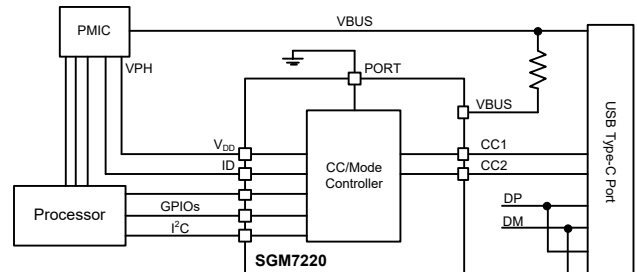 PMIC
VBUS
VPH
PORT
VBUS
USB Type-C Port
V_DD
ID
CC/Mode
Controller
CC1
CC2
Processor
GPIOs
I²C
DP
DM
SGM7220